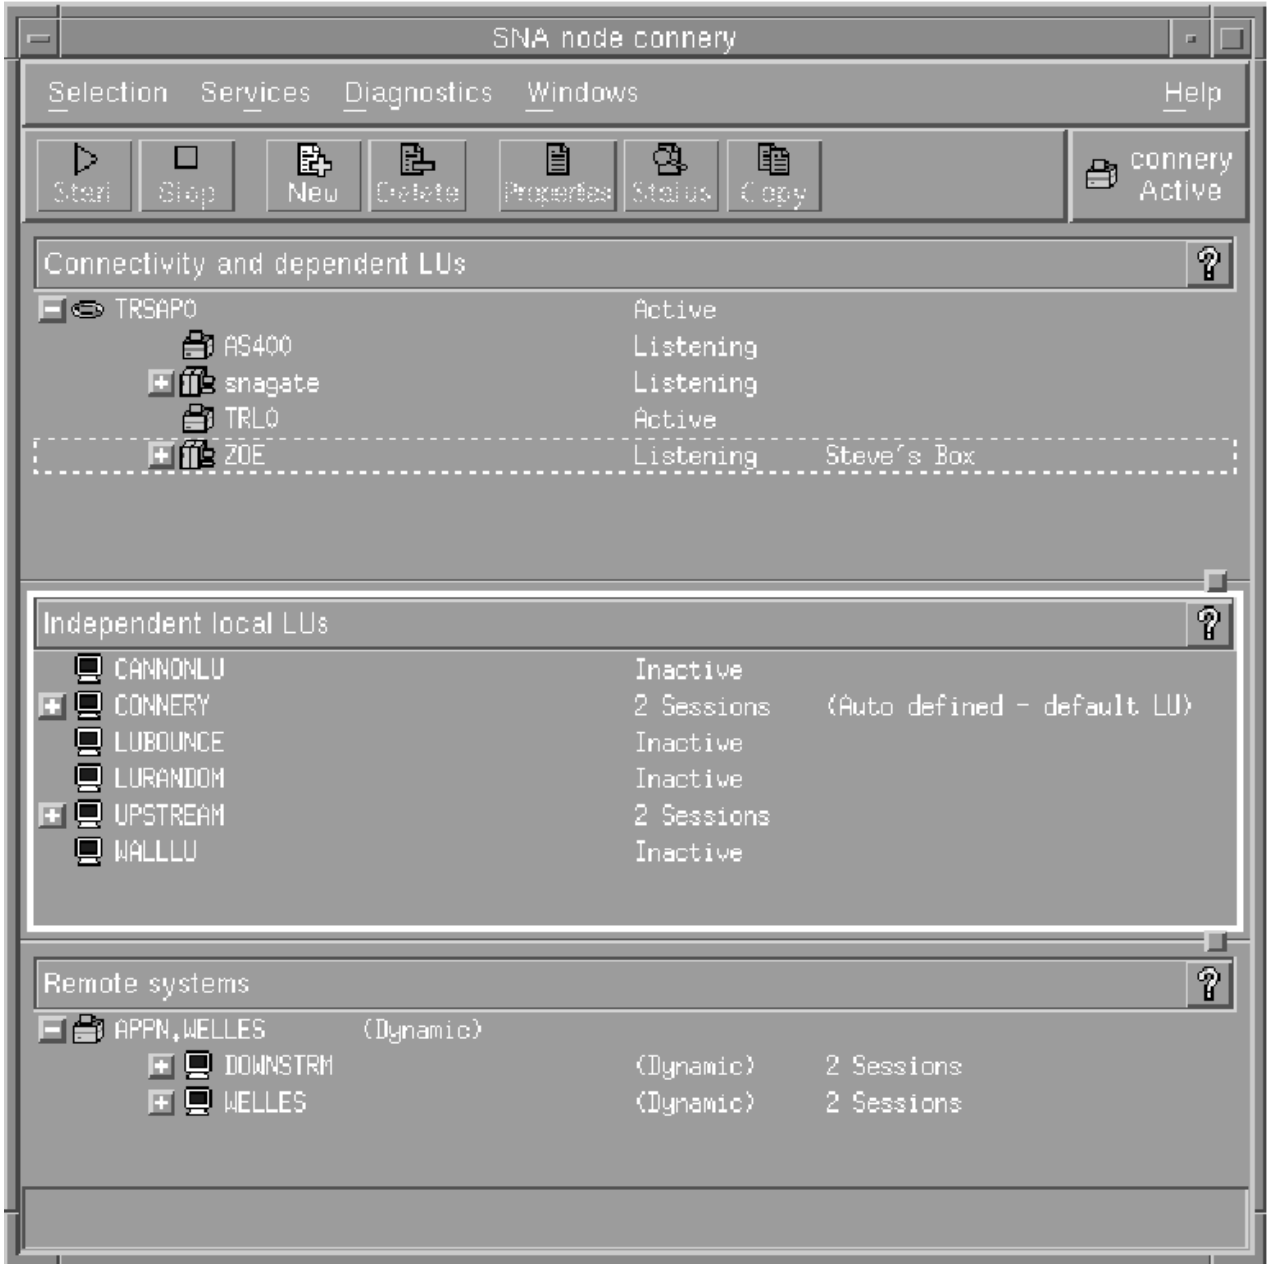 SNA node connery
Selection Services Diagnostics Windows Help
Start Stop New Delete Properties Status Copy connery Active
Connectivity and dependent LUs ?
TRSAP0 Active
AS400 Listening
snagate Listening
TRL0 Active
ZOE Listening Steve's Box
Independent local LUs ?
CANNONLU Inactive
CONNERY 2 Sessions (Auto defined - default LU)
LUBOUNCE Inactive
LURANDOM Inactive
UPSTREAM 2 Sessions
WALLLU Inactive
Remote systems ?
APPN.WELLES (Dynamic)
DOWNSTRM (Dynamic) 2 Sessions
WELLES (Dynamic) 2 Sessions